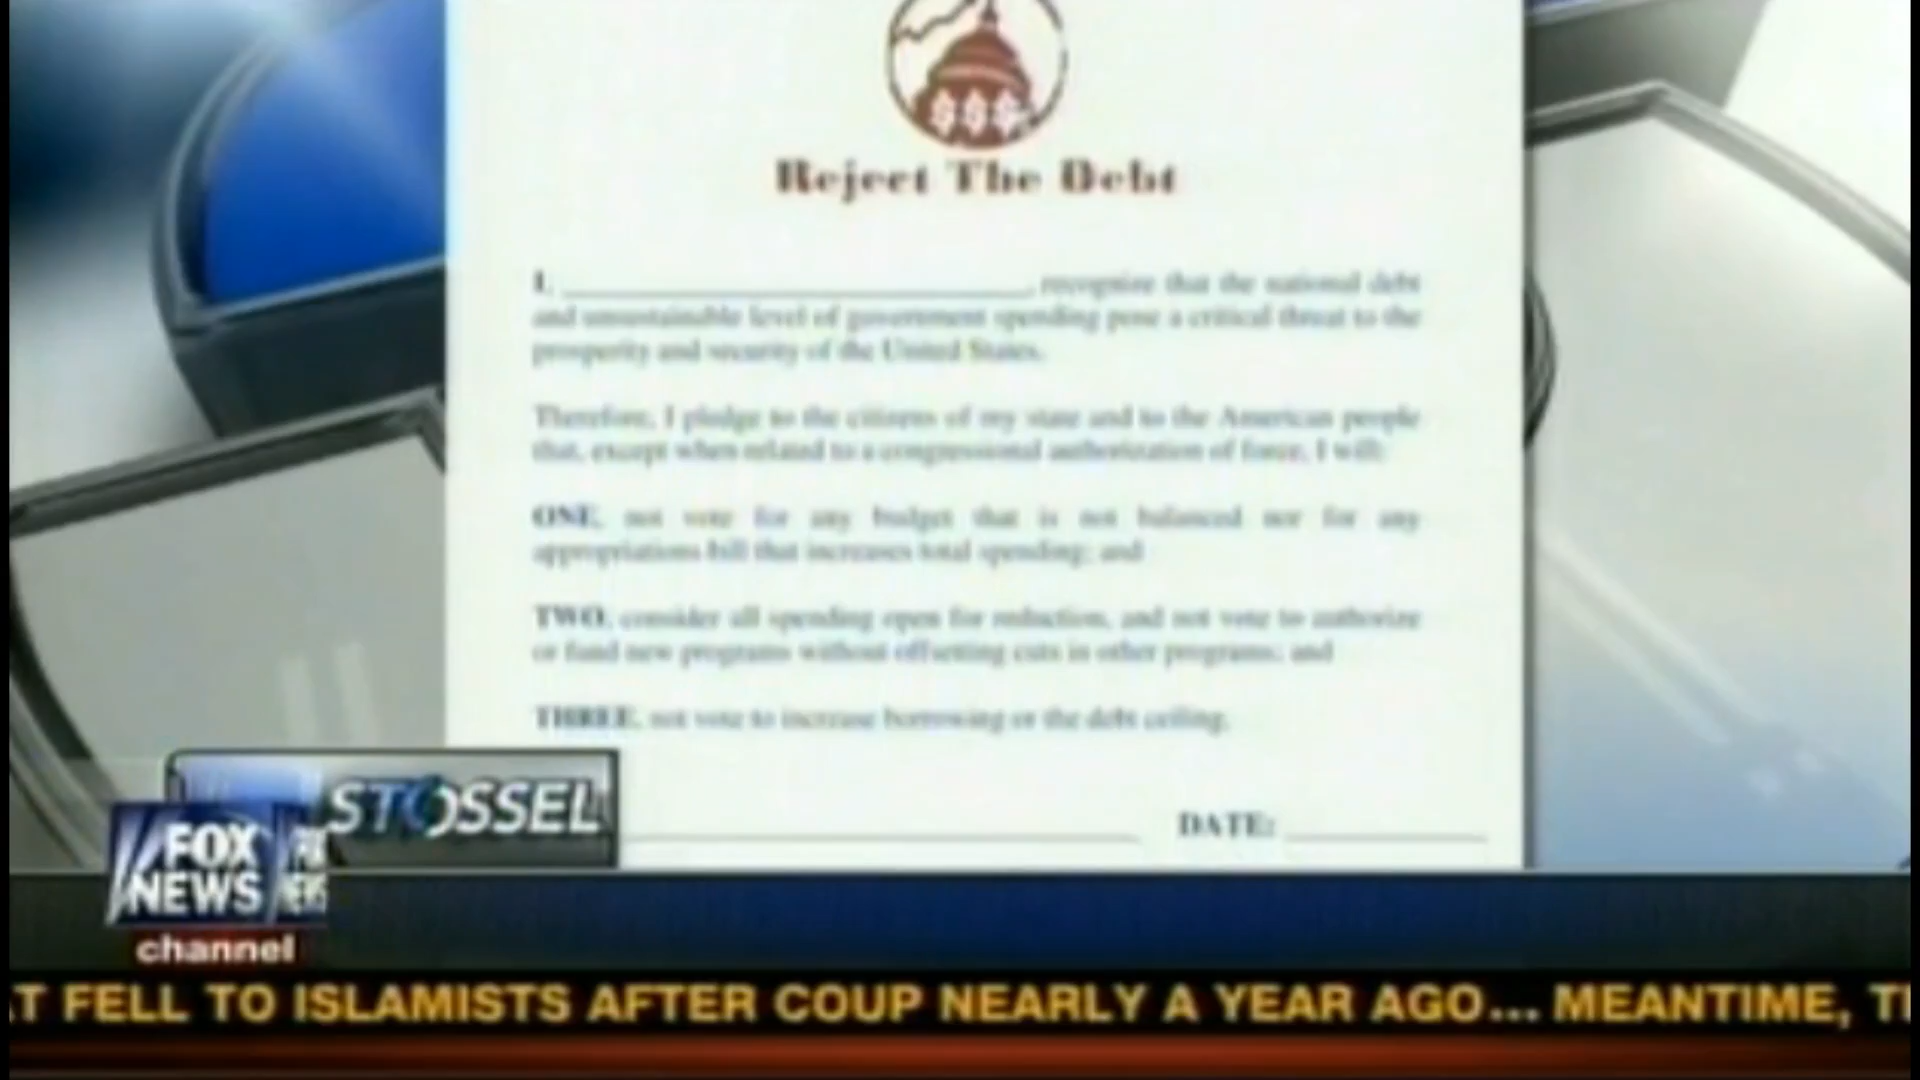 $$$
Reject The Debt
I, ____________________, recognize that the national debt
and unsustainable level of government spending pose a critical threat to the
prosperity and security of the United States.
Therefore, I pledge to the citizens of my state and to the American people
that, except when related to a congressional authorization of force, I will:
ONE, not vote for any budget that is not balanced nor for any
appropriations bill that increases total spending; and
TWO, consider all spending open for reduction, and not vote to authorize
or fund new programs without offsetting cuts in other programs; and
THREE, not vote to increase borrowing or the debt ceiling.
DATE: __________
STOSSEL
FOX
NEWS
channel
T FELL TO ISLAMISTS AFTER COUP NEARLY A YEAR AGO... MEANTIME, T